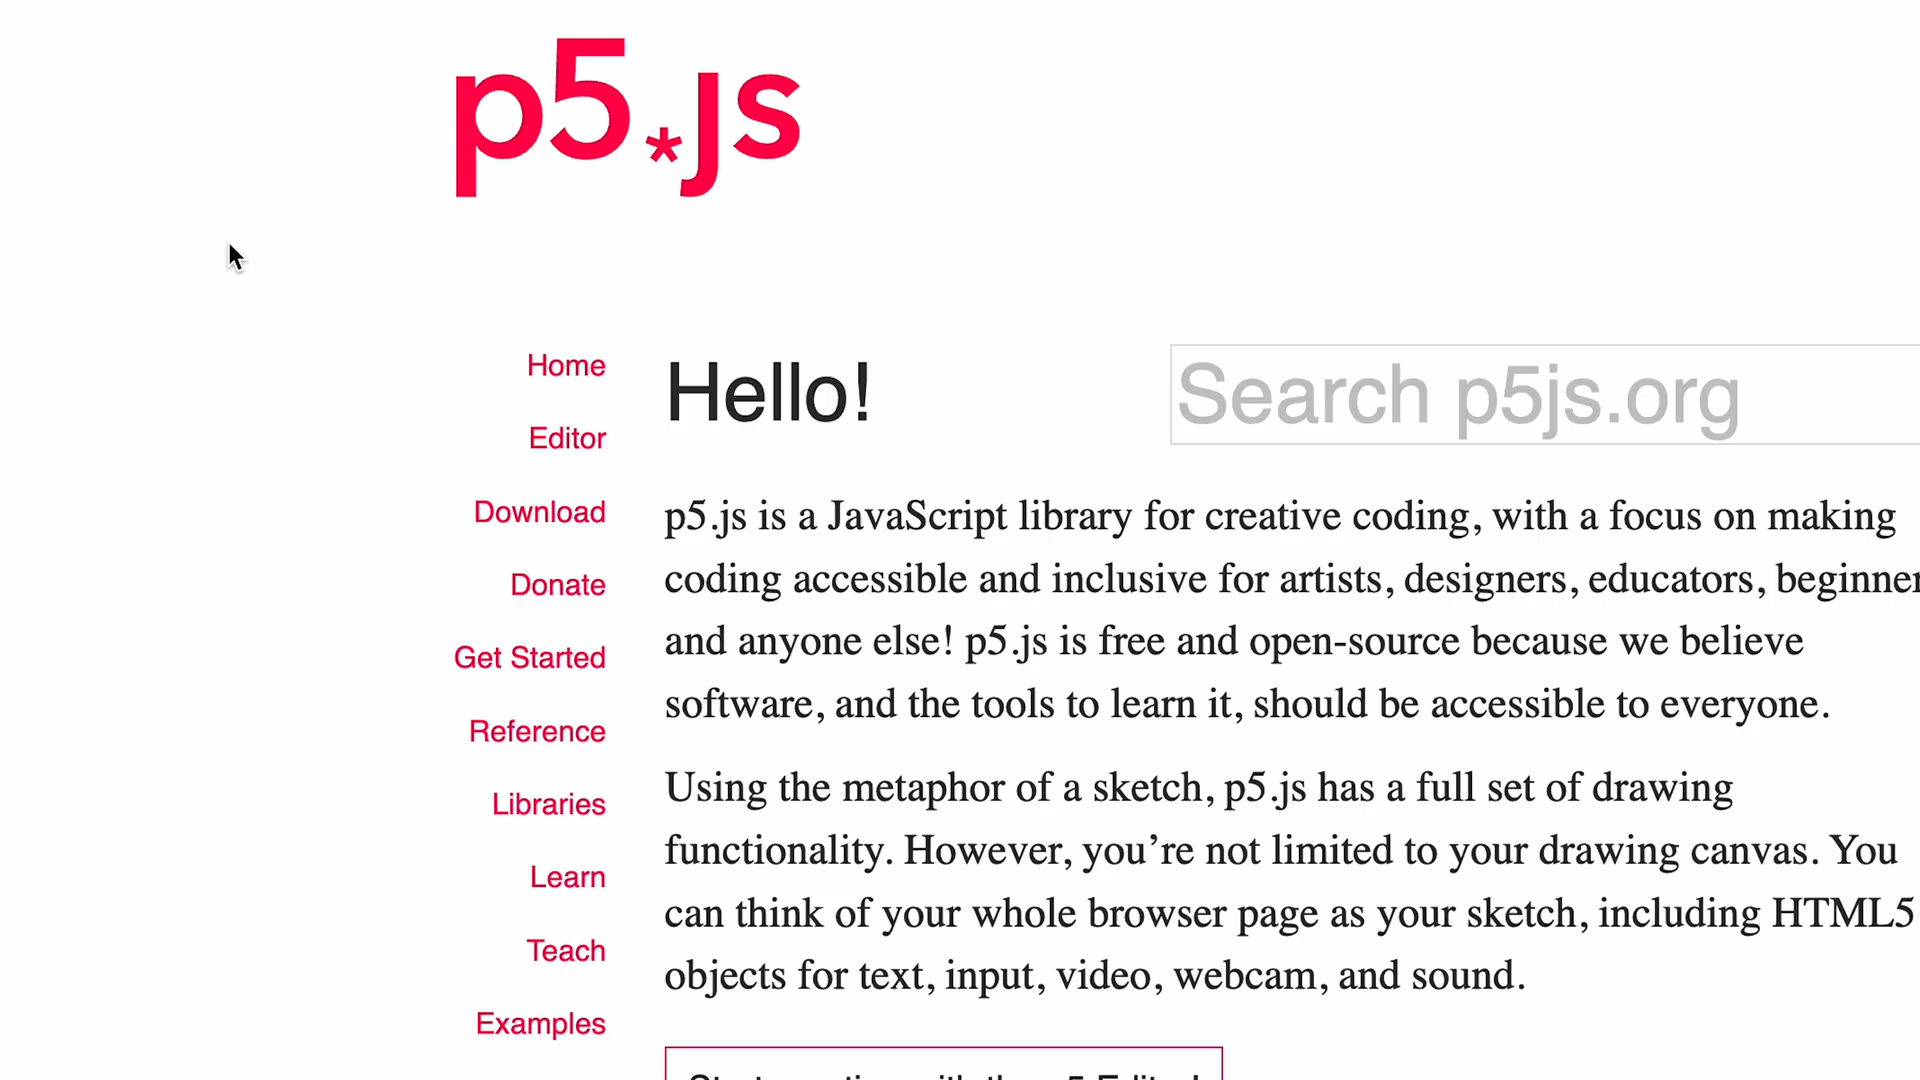 p5.js
Home
Editor
Download
Donate
Get Started
Reference
Libraries
Learn
Teach
Examples
Hello!
Search p5js.org
p5.js is a JavaScript library for creative coding, with a focus on making
coding accessible and inclusive for artists, designers, educators, beginner
and anyone else! p5.js is free and open-source because we believe
software, and the tools to learn it, should be accessible to everyone.
Using the metaphor of a sketch, p5.js has a full set of drawing
functionality. However, you’re not limited to your drawing canvas. You
can think of your whole browser page as your sketch, including HTML5
objects for text, input, video, webcam, and sound.